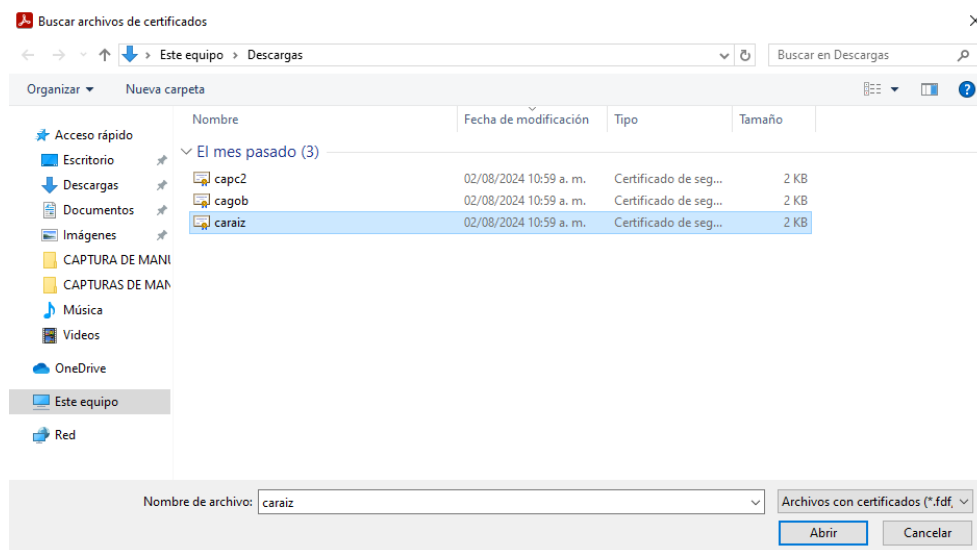 Buscar archivos de certificados
Este equipo > Descargas
Buscar en Descargas
Organizar
Nueva carpeta
Nombre
Fecha de modificación
Tipo
Tamaño
Acceso rápido
Escritorio
Descargas
Documentos
Imágenes
CAPTURA DE MANU
CAPTURAS DE MAN
Música
Videos
OneDrive
Este equipo
Red
El mes pasado (3)
capc2 02/08/2024 10:59 a. m. Certificado de seg... 2 KB
cagob 02/08/2024 10:59 a. m. Certificado de seg... 2 KB
caraiz 02/08/2024 10:59 a. m. Certificado de seg... 2 KB
Nombre de archivo: caraiz
Archivos con certificados (*.fdf,
Abrir
Cancelar